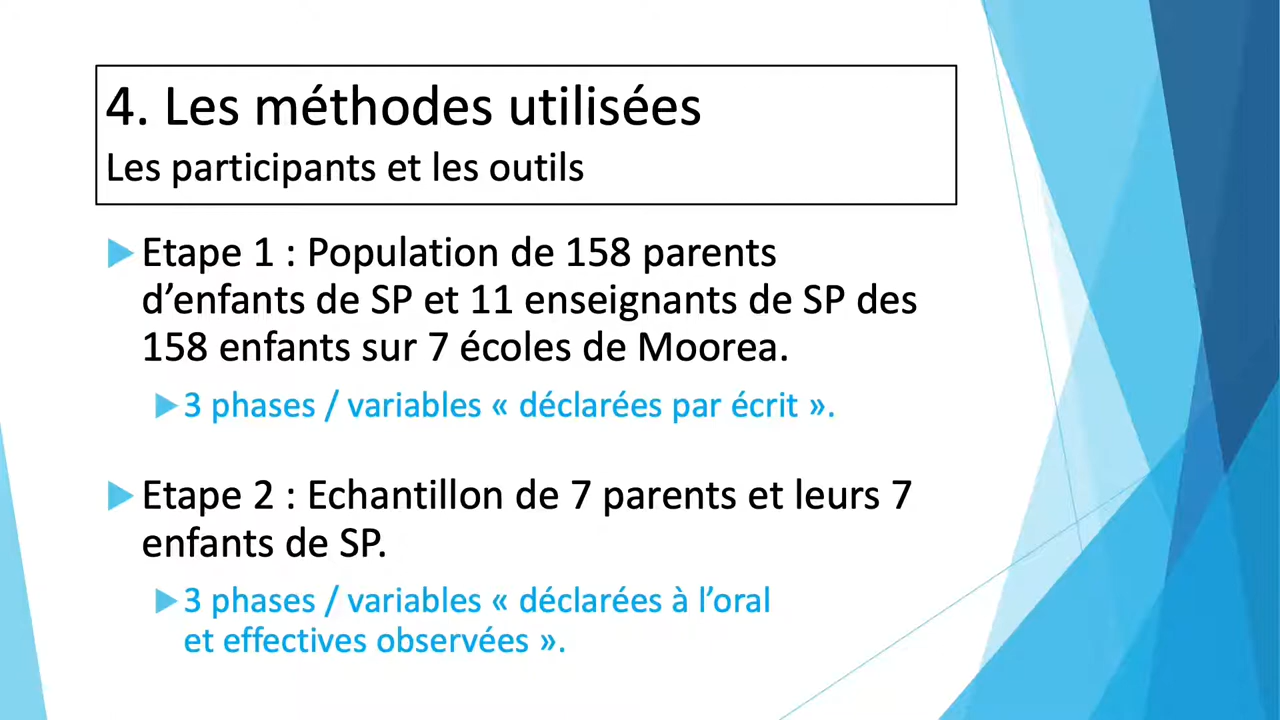 4. Les méthodes utilisées
Les participants et les outils
Etape 1 : Population de 158 parents
d’enfants de SP et 11 enseignants de SP des
158 enfants sur 7 écoles de Moorea.
3 phases / variables « déclarées par écrit ».
Etape 2 : Echantillon de 7 parents et leurs 7
enfants de SP.
3 phases / variables « déclarées à l’oral
et effectives observées ».